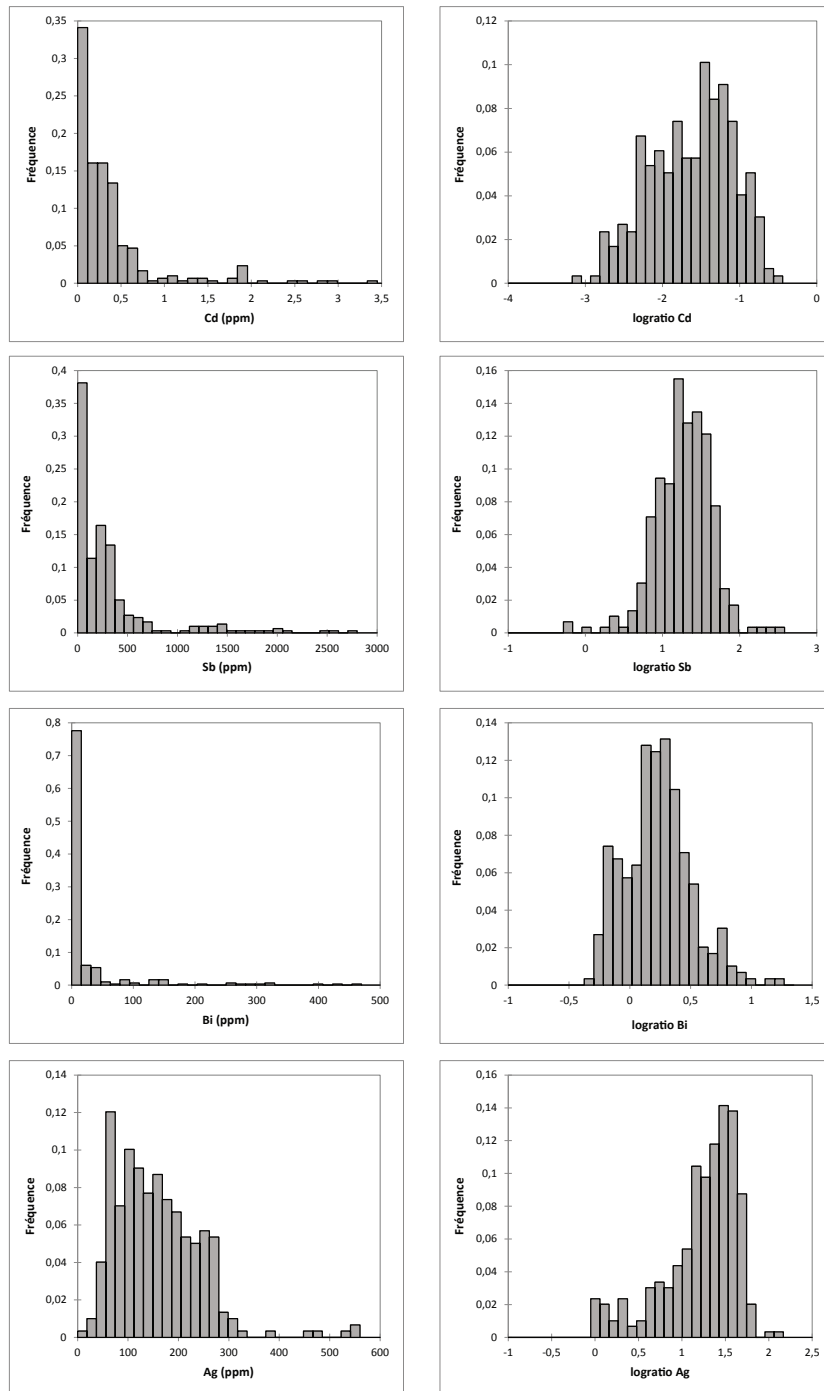 0,35
0,3
0,25
0,2
0,15
0,1
0,05
0
Fréquence
0 0,5 1 1,5 2 2,5 3 3,5
Cd (ppm)
0,12
0,1
0,08
0,06
0,04
0,02
0
Fréquence
-4 -3 -2 -1 0
logratio Cd
0,4
0,35
0,3
0,25
0,2
0,15
0,1
0,05
0
Fréquence
0 500 1000 1500 2000 2500 3000
Sb (ppm)
0,16
0,14
0,12
0,1
0,08
0,06
0,04
0,02
0
Fréquence
-1 0 1 2 3
logratio Sb
0,8
0,7
0,6
0,5
0,4
0,3
0,2
0,1
0
Fréquence
0 100 200 300 400 500
Bi (ppm)
0,14
0,12
0,1
0,08
0,06
0,04
0,02
0
Fréquence
-1 -0,5 0 0,5 1 1,5
logratio Bi
0,14
0,12
0,1
0,08
0,06
0,04
0,02
0
Fréquence
0 100 200 300 400 500 600
Ag (ppm)
0,16
0,14
0,12
0,1
0,08
0,06
0,04
0,02
0
Fréquence
-1 -0,5 0 0,5 1 1,5 2 2,5
logratio Ag